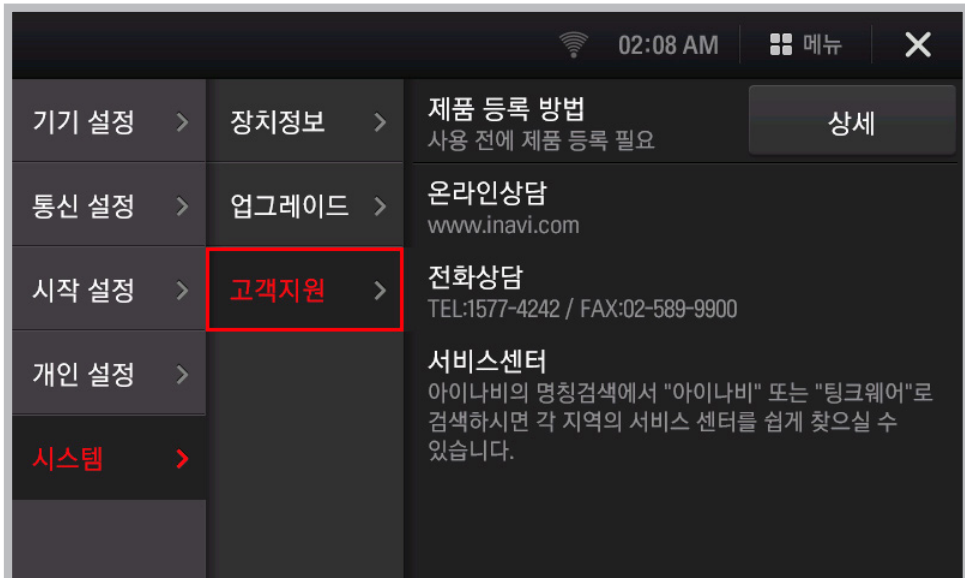 02:08 AM 메뉴
기기 설정
통신 설정
시작 설정
개인 설정
시스템
장치정보
업그레이드
고객지원
제품 등록 방법
사용 전에 제품 등록 필요
상세
온라인상담
www.inavi.com
전화상담
TEL:1577-4242 / FAX:02-589-9900
서비스센터
아이나비의 명칭검색에서 "아이나비" 또는 "팅크웨어"로
검색하시면 각 지역의 서비스 센터를 쉽게 찾으실 수
있습니다.